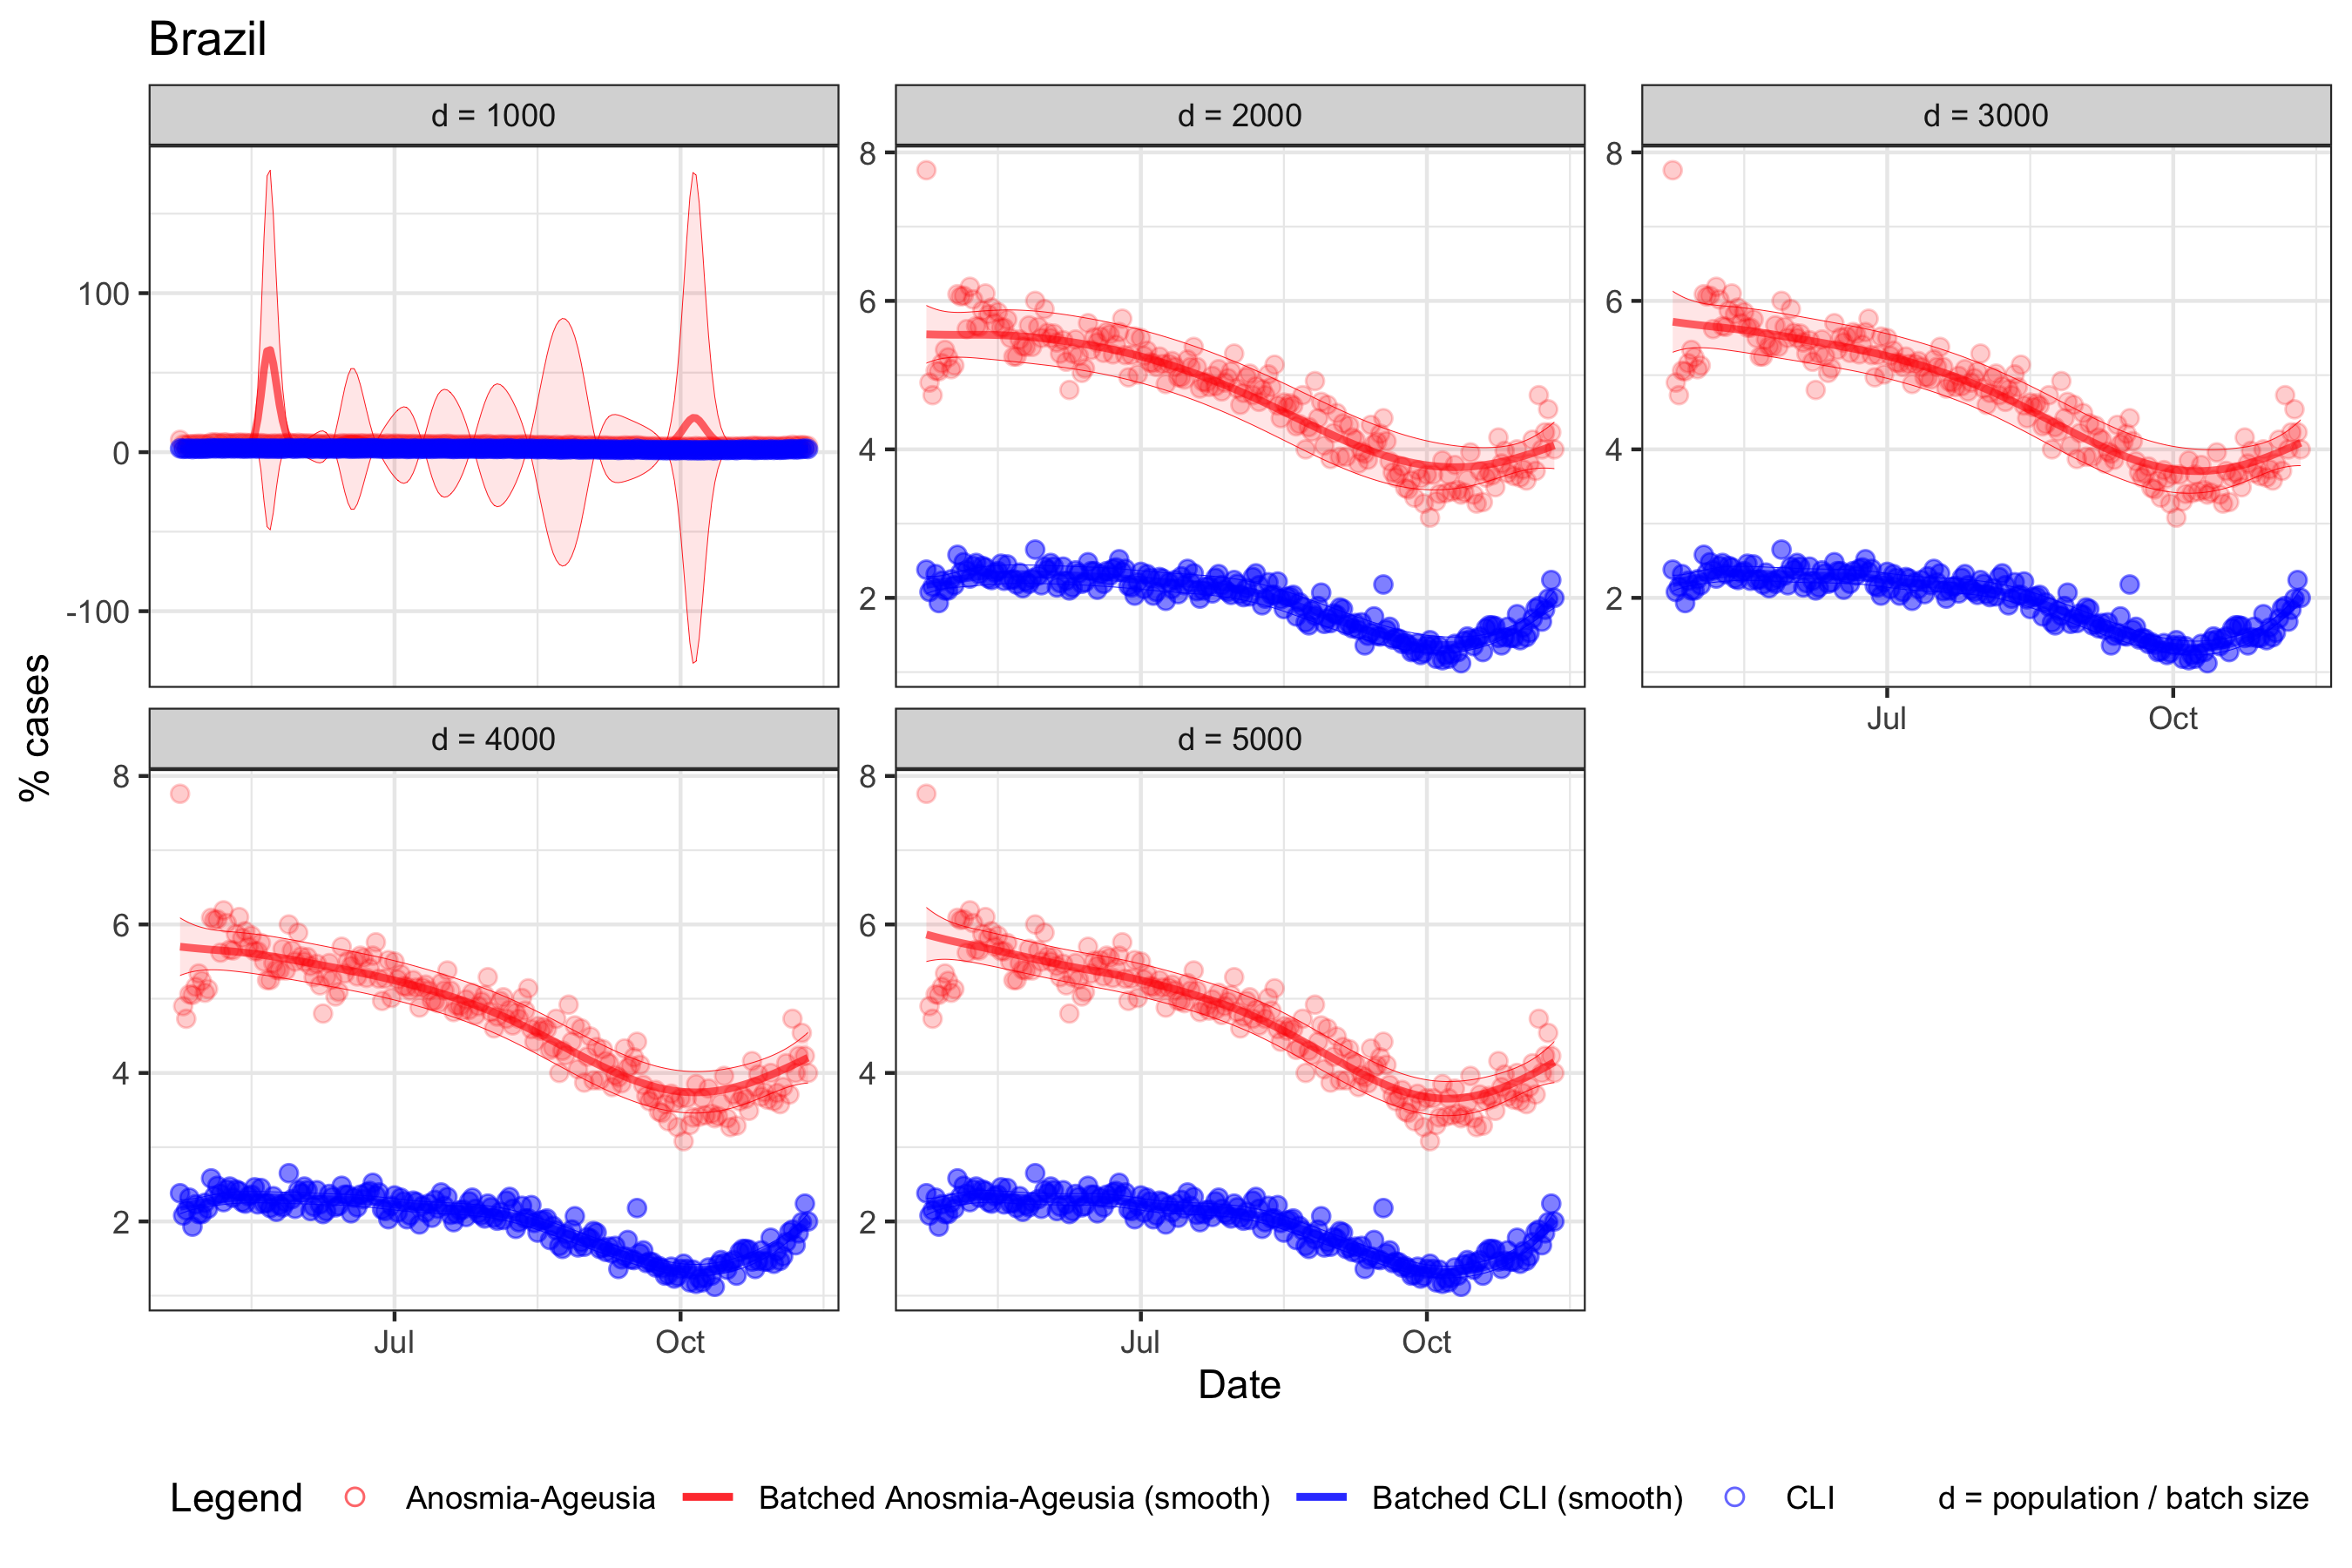 Brazil
d = 1000
d = 2000
d = 3000
100
0
-100
8
6
4
2
8
6
4
2
Jul
Oct
% cases
d = 4000
d = 5000
8
6
4
2
8
6
4
2
Jul
Oct
Jul
Oct
Date
Legend Anosmia-Ageusia Batched Anosmia-Ageusia (smooth) Batched CLI (smooth) CLI d = population / batch size